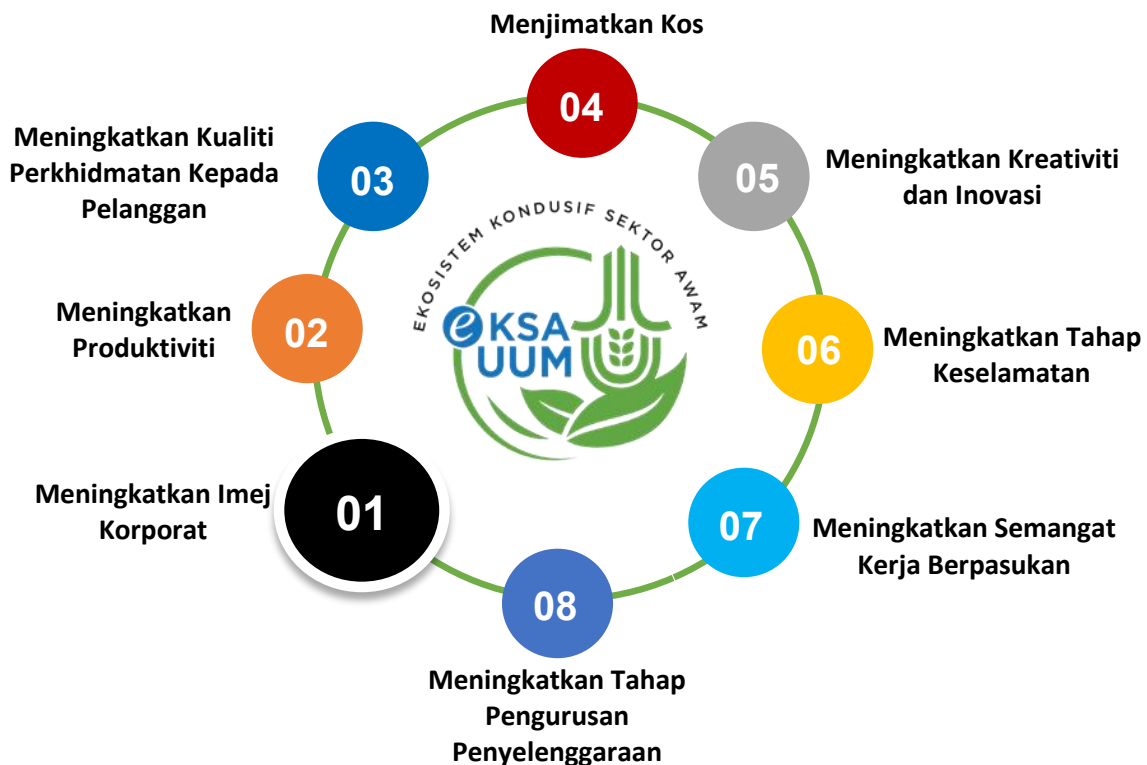 Menjimatkan Kos
04
Meningkatkan Kualiti
Perkhidmatan Kepada
Pelanggan
03
05
Meningkatkan Kreativiti
dan Inovasi
EKOSISTEM KONDUSIF SEKTOR AWAM
eKSA
UUM
Meningkatkan
Produktiviti
02
06
Meningkatkan Tahap
Keselamatan
Meningkatkan Imej
Korporat
01
07
Meningkatkan Semangat
Kerja Berpasukan
08
Meningkatkan Tahap
Pengurusan
Penyelenggaraan